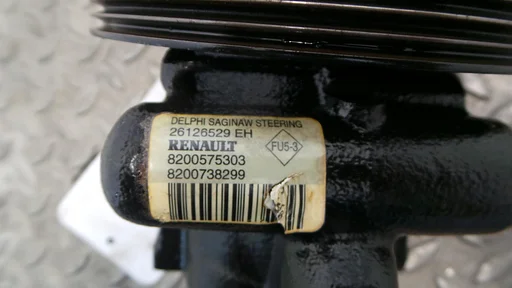 DELPHI SAGINAW STEERING
26126529 EH
RENAULT
FU5-3
8200575303
8200738299